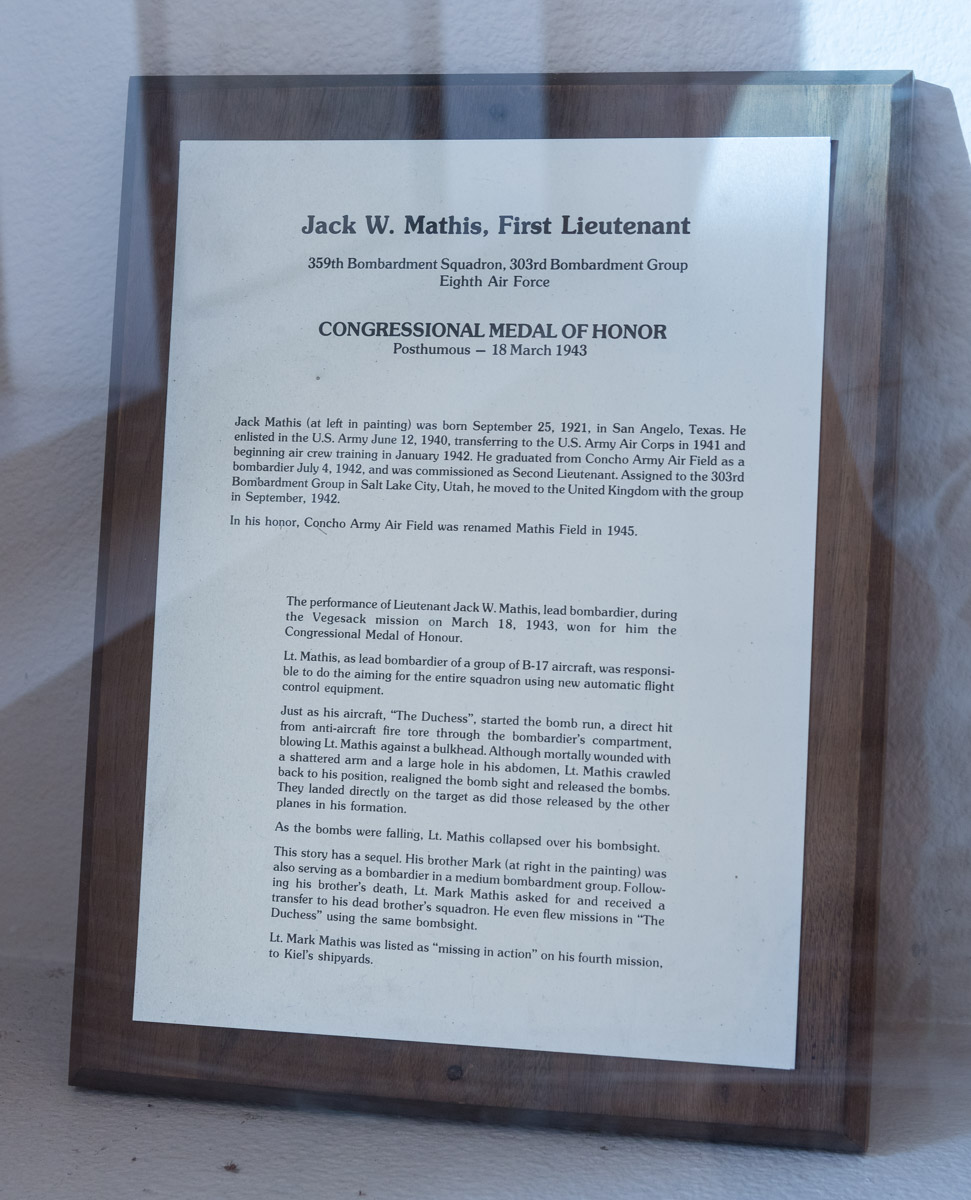 Jack W. Mathis, First Lieutenant
359th Bombardment Squadron, 303rd Bombardment Group
Eighth Air Force
CONGRESSIONAL MEDAL OF HONOR
Posthumous — 18 March 1943
Jack Mathis (at left in painting) was born September 25, 1921, in San Angelo, Texas. He
enlisted in the U.S. Army June 12, 1940, transferring to the U.S. Army Air Corps in 1941 and
beginning air crew training in January 1942. He graduated from Concho Army Air Field as a
bombardier July 4, 1942, and was commissioned as Second Lieutenant. Assigned to the 303rd
Bombardment Group in Salt Lake City, Utah, he moved to the United Kingdom with the group
in September, 1942.
In his honor, Concho Army Air Field was renamed Mathis Field in 1945.
The performance of Lieutenant Jack W. Mathis, lead bombardier, during
the Vegesack mission on March 18, 1943, won for him the
Congressional Medal of Honour.
Lt. Mathis, as lead bombardier of a group of B-17 aircraft, was responsi-
ble to do the aiming for the entire squadron using new automatic flight
control equipment.
Just as his aircraft, “The Duchess”, started the bomb run, a direct hit
from anti-aircraft fire tore through the bombardier's compartment,
blowing Lt. Mathis against a bulkhead. Although mortally wounded with
a shattered arm and a large hole in his abdomen, Lt. Mathis crawled
back to his position, realigned the bomb sight and released the bombs.
They landed directly on the target as did those released by the other
planes in his formation.
As the bombs were falling, Lt. Mathis collapsed over his bombsight.
This story has a sequel. His brother Mark (at right in the painting) was
also serving as a bombardier in a medium bombardment group. Follow-
ing his brother's death, Lt. Mark Mathis asked for and received a
transfer to his dead brother's squadron. He even flew missions in “The
Duchess” using the same bombsight.
Lt. Mark Mathis was listed as “missing in action” on his fourth mission,
to Kiel's shipyards.